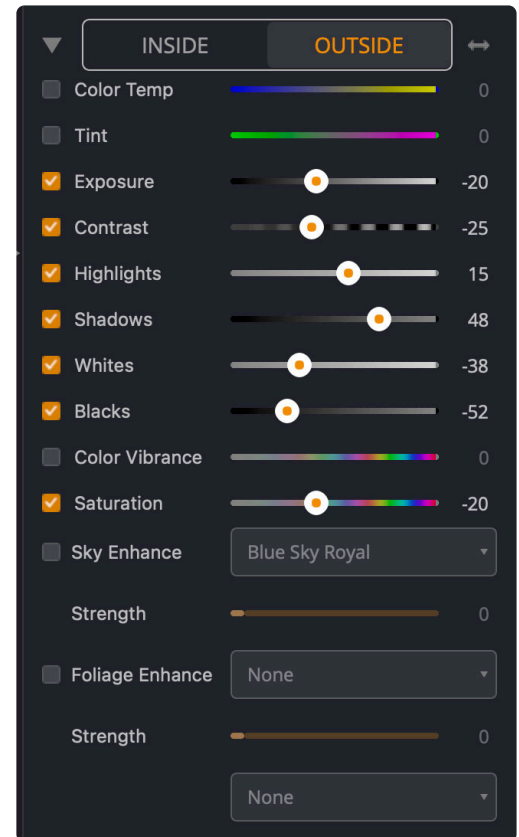 INSIDE OUTSIDE
Color Temp 0
Tint 0
Exposure -20
Contrast -25
Highlights 15
Shadows 48
Whites -38
Blacks -52
Color Vibrance 0
Saturation -20
Sky Enhance Blue Sky Royal
Strength 0
Foliage Enhance None
Strength 0
None